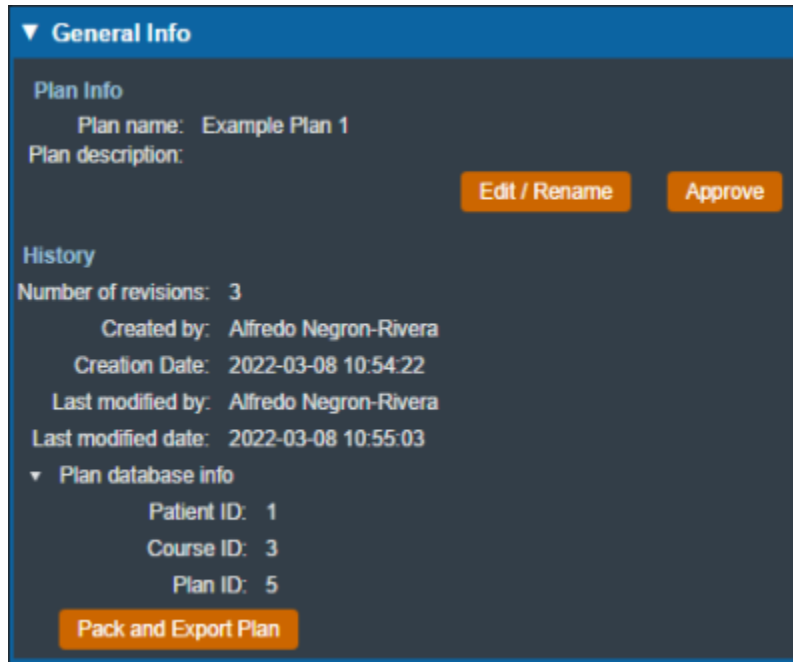 General Info
Plan Info
Plan name: Example Plan 1
Plan description:
Edit / Rename Approve
History
Number of revisions: 3
Created by: Alfredo Negron-Rivera
Creation Date: 2022-03-08 10:54:22
Last modified by: Alfredo Negron-Rivera
Last modified date: 2022-03-08 10:55:03
Plan database info
Patient ID: 1
Course ID: 3
Plan ID: 5
Pack and Export Plan